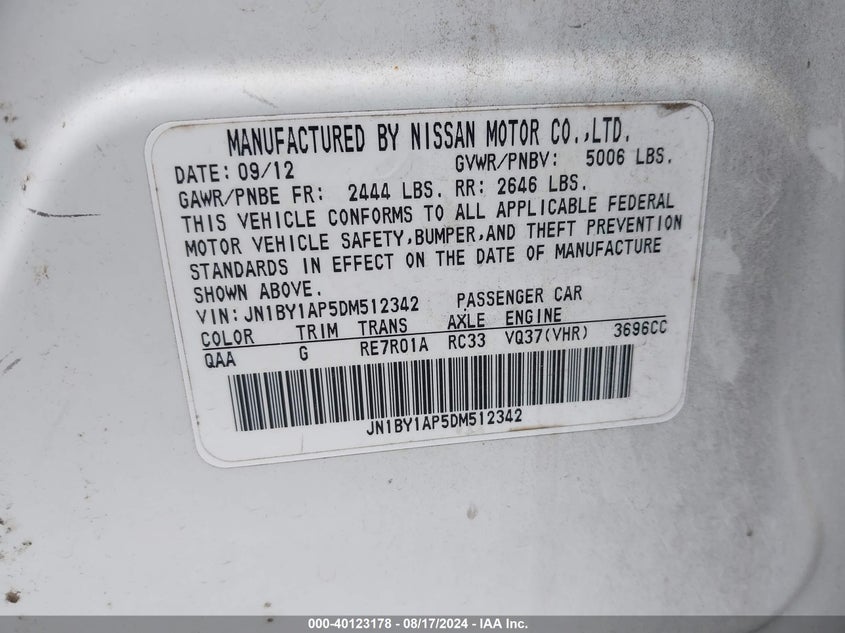 MANUFACTURED BY NISSAN MOTOR CO.,LTD.
DATE: 09/12 GVWR/PNBV: 5006 LBS.
GAWR/PNBE FR: 2444 LBS. RR: 2646 LBS.
THIS VEHICLE CONFORMS TO ALL APPLICABLE FEDERAL
MOTOR VEHICLE SAFETY,BUMPER,AND THEFT PREVENTION
STANDARDS IN EFFECT ON THE DATE OF MANUFACTURE
SHOWN ABOVE.
VIN:JN1BY1AP5DM512342 PASSENGER CAR
COLOR TRIM TRANS AXLE ENGINE
QAA G RE7R01A RC33 VQ37(VHR) 3696CC
JN1BY1AP5DM512342
000-40123178 - 08/17/2024 - IAA Inc.